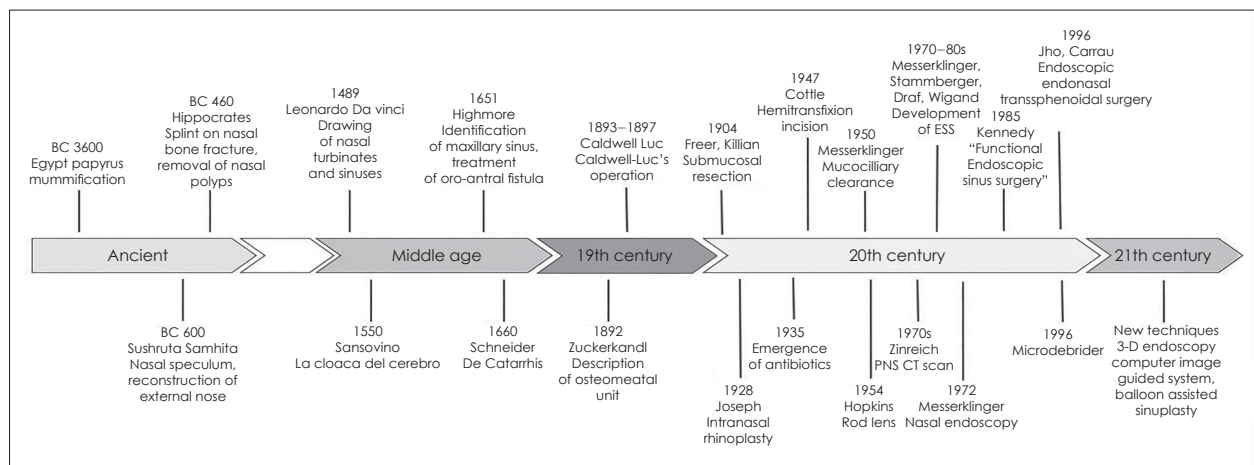 BC 3600
Egypt papyrus
mummification
BC 460
Hippocrates
Splint on nasal
bone fracture,
removal of nasal
polyps
1489
Leonardo Da vinci
Drawing
of nasal
turbinates
and sinuses
1651
Highmore
Identification
of maxillary sinus,
treatment
of oro-antral fistula
1893–1897
Caldwell Luc
Caldwell-Luc's
operation
1904
Freer, Killian
Submucosal
resection
1947
Cottle
Hemitransfixion
incision
1950
Messerklinger
Mucocilliary
clearance
1970–80s
Messerklinger,
Stammberger,
Draf, Wigand
Development
of ESS
1985
Kennedy
"Functional
Endoscopic
sinus surgery"
1996
Jho, Carrau
Endoscopic
endonasal
transsphenoidal surgery
Ancient
Middle age
19th century
20th century
21th century
BC 600
Sushruta Samhita
Nasal speculum,
reconstruction of
external nose
1550
Sansovino
La cloaca del cerebro
1660
Schneider
De Catarrhis
1892
Zuckerkandl
Description
of osteomeatal
unit
1928
Joseph
Intranasal
rhinoplasty
1935
Emergence
of antibiotics
1954
Hopkins
Rod lens
1970s
Zinreich
PNS CT scan
1972
Messerklinger
Nasal endoscopy
1996
Microdebrider
New techniques
3-D endoscopy
computer image
guided system,
balloon assisted
sinuplasty